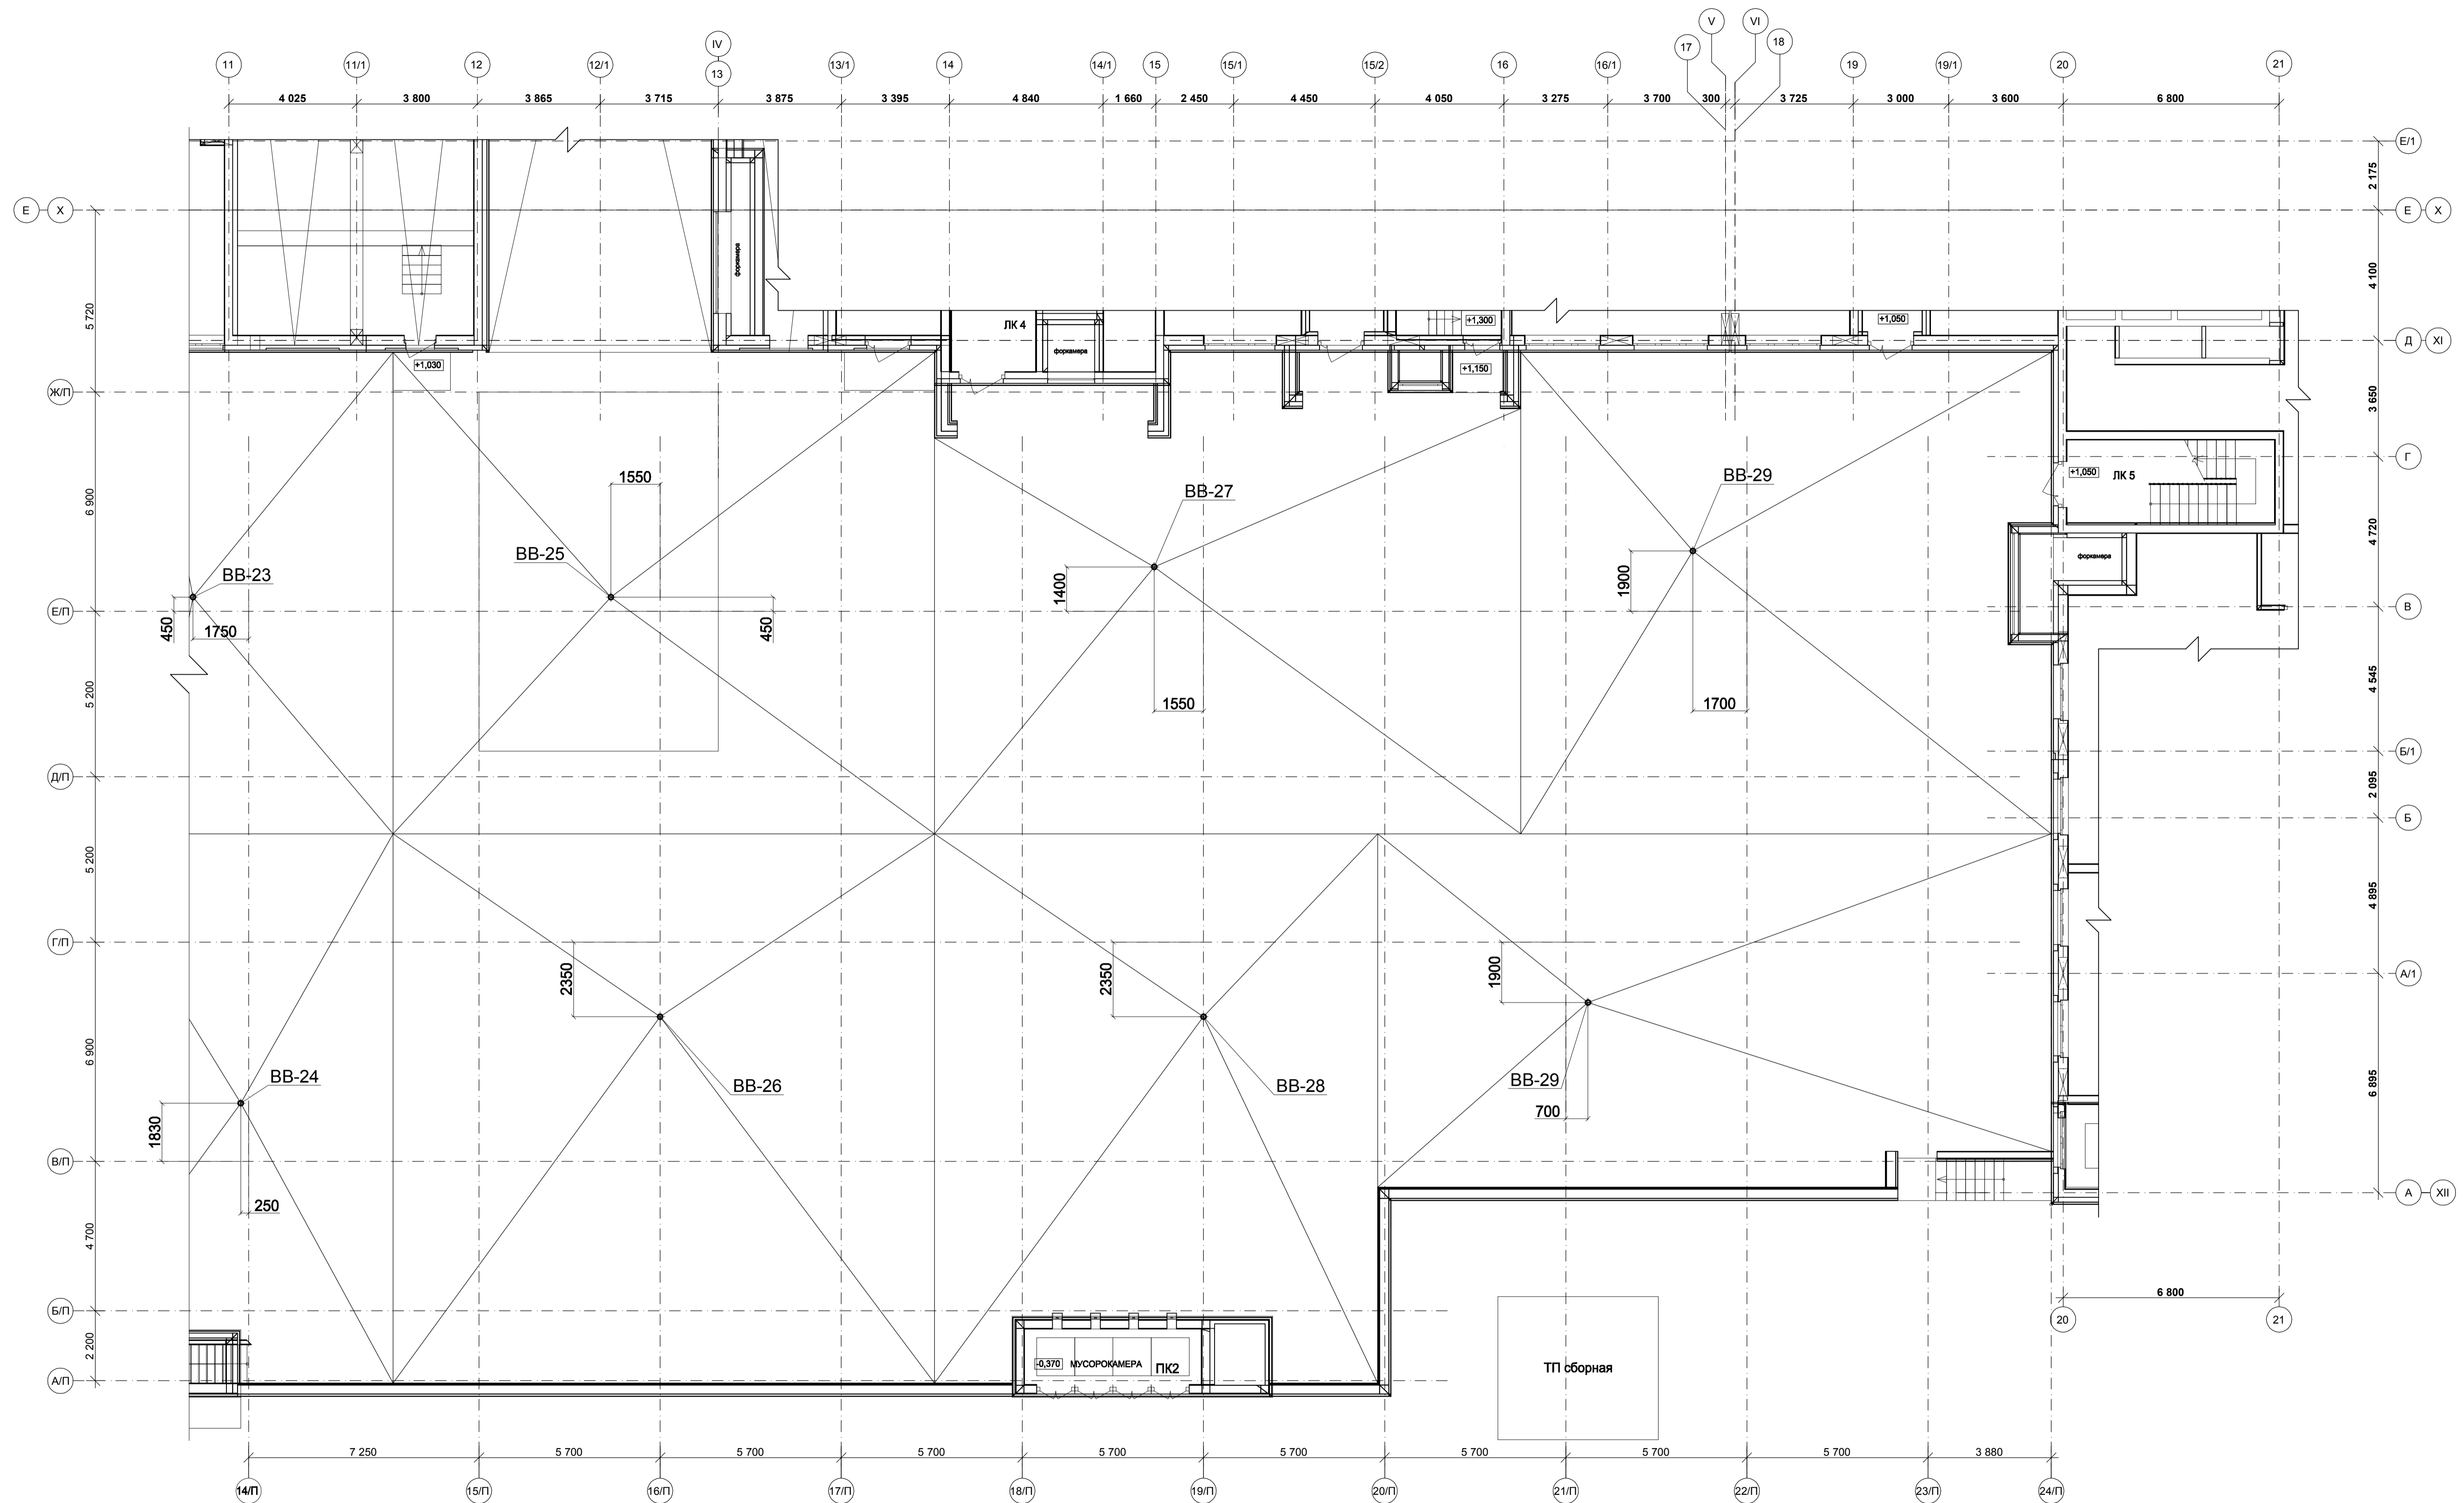 V VI
IV 17 18
11 11/1 12 12/1 13 13/1 14 14/1 15 15/1 15/2 16 16/1 19 19/1 20 21
4 025 3 800 3 865 3 715 3 875 3 395 4 840 1 660 2 450 4 450 4 050 3 275 3 700 300 3 725 3 000 3 600 6 800
Е/1
2 175
Е Х Е Х
форкамера
4 100
5 720
ЛК 4 +1,300 +1,050
форкамера
Д XI
+1,030 +1,150
Ж/П
3 650
Г
+1,050
ЛК 5
1550 ВВ-27 ВВ-29
6 900
4 720
ВВ-25
форкамера
ВВ-23
1400 1900
Е/П В
450 1750 450
5 200
4 545
1550 1700
Б/1
Д/П
2 095
Б
5 200
4 895
Г/П
2350 2350 1900
А/1
6 900
ВВ-24 ВВ-26 ВВ-28 ВВ-29
6 895
1830 700
В/П
250
А XII
4 700
6 800
Б/П
20 21
2 200
-0,370 МУСОРОКАМЕРА ПК2 ТП сборная
А/П
7 250 5 700 5 700 5 700 5 700 5 700 5 700 5 700 5 700 3 880
14/П 15/П 16/П 17/П 18/П 19/П 20/П 21/П 22/П 23/П 24/П